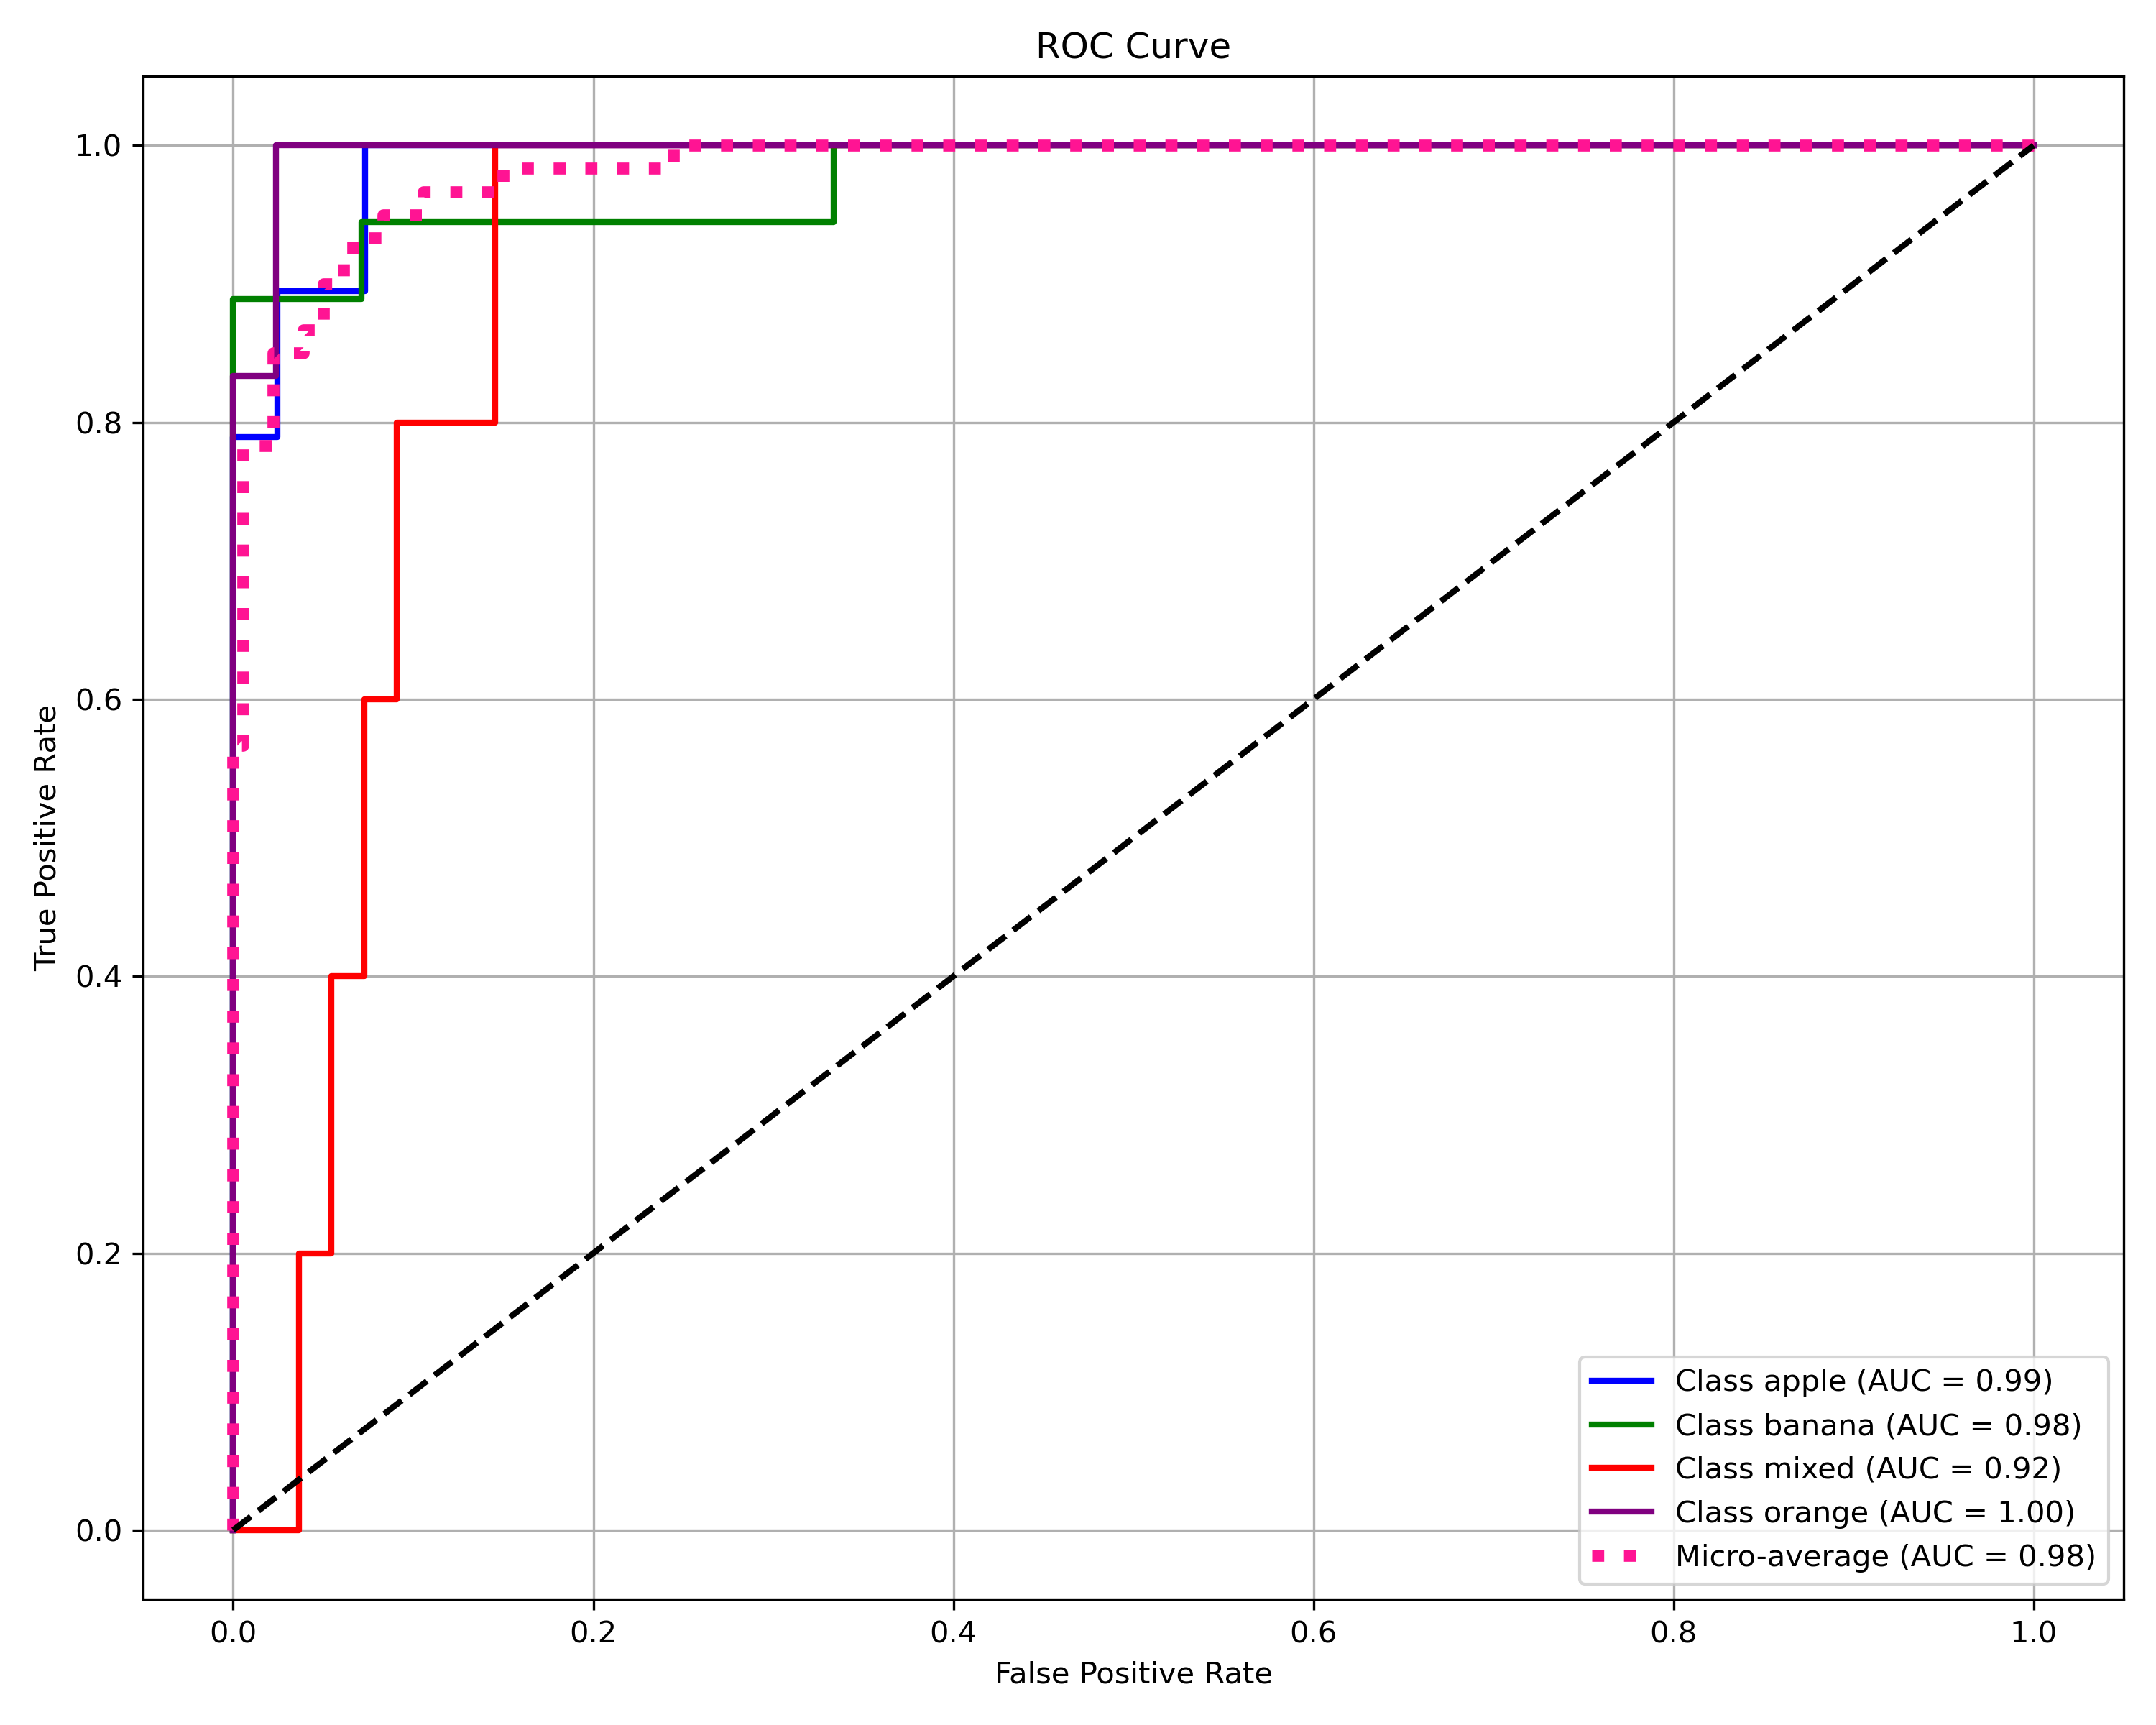 ROC Curve
True Positive Rate
1.0
0.8
0.6
0.4
0.2
0.0
0.0 0.2 0.4 0.6 0.8 1.0
False Positive Rate
Class apple (AUC = 0.99)
Class banana (AUC = 0.98)
Class mixed (AUC = 0.92)
Class orange (AUC = 1.00)
Micro-average (AUC = 0.98)